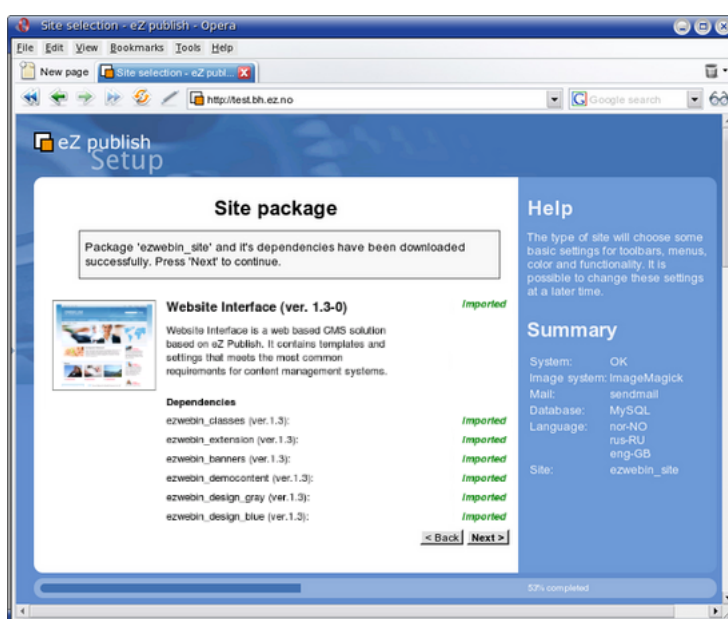 Site selection - eZ publish - Opera
File Edit View Bookmarks Tools Help
New page Site selection - eZ publ...
http://test.bh.ez.no Google search
eZ publish
Setup
Site package
Package 'ezwebin_site' and it's dependencies have been downloaded
successfully. Press 'Next' to continue.
Website Interface (ver. 1.3-0) Imported
Website Interface is a web based CMS solution
based on eZ Publish. It contains templates and
settings that meets the most common
requirements for content management systems.
Dependencies
ezwebin_classes (ver.1.3): Imported
ezwebin_extension (ver.1.3): Imported
ezwebin_banners (ver.1.3): Imported
ezwebin_democontent (ver.1.3): Imported
ezwebin_design_gray (ver.1.3): Imported
ezwebin_design_blue (ver.1.3): Imported
< Back Next >
Help
The type of site will choose some
basic settings for toolbars, menus,
color and functionality. It is
possible to change these settings
at a later time.
Summary
System: OK
Image system: ImageMagick
Mail: sendmail
Database: MySQL
Language: nor-NO
rus-RU
eng-GB
Site: ezwebin_site
53% completed